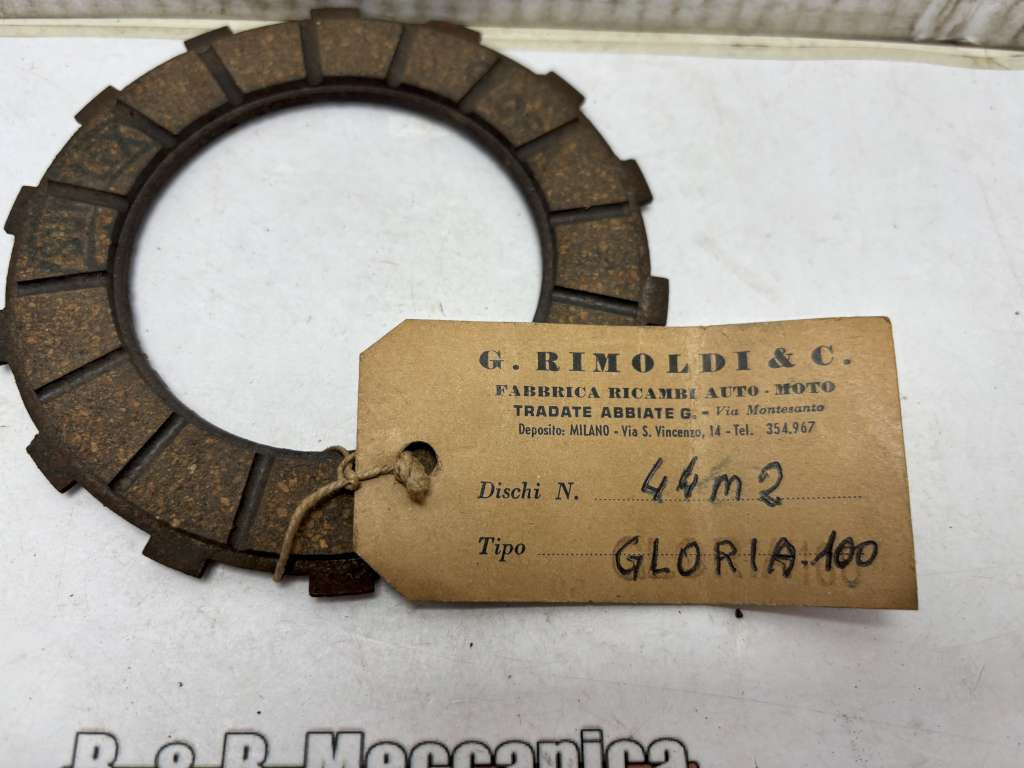 G. RIMOLDI & C.
FABBRICA RICAMBI AUTO - MOTO
TRADATE ABBIATE G. - Via Montesanto
Deposito: MILANO - Via S. Vincenzo, 14 - Tel. 354.967
Dischi N. 44m2
Tipo GLORIA.100
R e R Meccanica